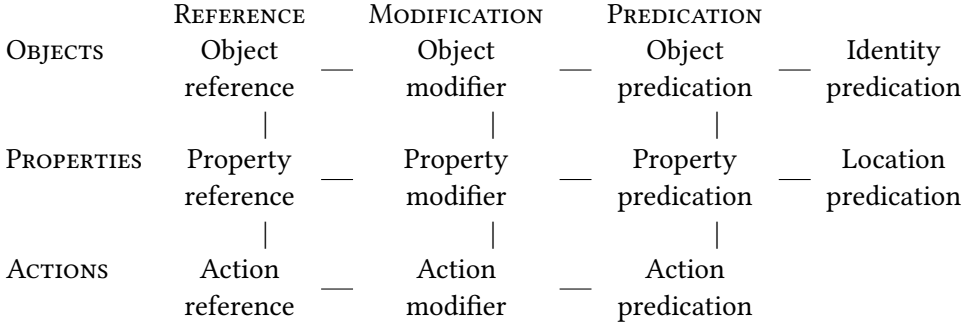 REFERENCE MODIFICATION PREDICATION
OBJECTS Object Object Object Identity
reference — modifier — predication — predication
| | |
PROPERTIES Property Property Property Location
reference — modifier — predication — predication
| | |
ACTIONS Action Action Action
reference — modifier — predication